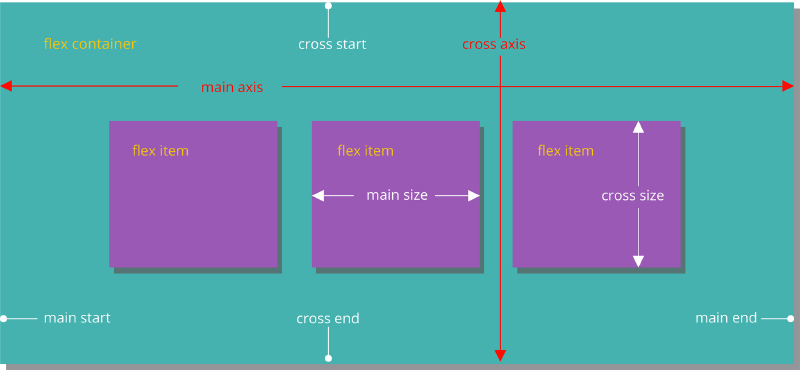 flex container
cross start
cross axis
main axis
flex item
flex item
flex item
main size
cross size
main start
cross end
main end